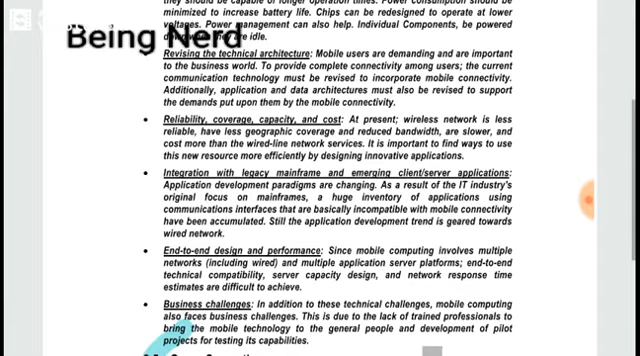 they should be capable of longer operation times. Power consumption should be
minimized to increase battery life. Chips can be redesigned to operate at lower
voltages. Power management can also help. Individual Components, be powered
down when they are idle.
Being Nerd
• Revising the technical architecture: Mobile users are demanding and are important
to the business world. To provide complete connectivity among users; the current
communication technology must be revised to incorporate mobile connectivity.
Additionally, application and data architectures must also be revised to support
the demands put upon them by the mobile connectivity.
• Reliability, coverage, capacity, and cost: At present; wireless network is less
reliable, have less geographic coverage and reduced bandwidth, are slower, and
cost more than the wired-line network services. It is important to find ways to use
this new resource more efficiently by designing innovative applications.
• Integration with legacy mainframe and emerging client/server applications:
Application development paradigms are changing. As a result of the IT industry's
original focus on mainframes, a huge inventory of applications using
communications interfaces that are basically incompatible with mobile connectivity
have been accumulated. Still the application development trend is geared towards
wired network.
• End-to-end design and performance: Since mobile computing involves multiple
networks (including wired) and multiple application server platforms; end-to-end
technical compatibility, server capacity design, and network response time
estimates are difficult to achieve.
• Business challenges: In addition to these technical challenges, mobile computing
also faces business challenges. This is due to the lack of trained professionals to
bring the mobile technology to the general people and development of pilot
projects for testing its capabilities.